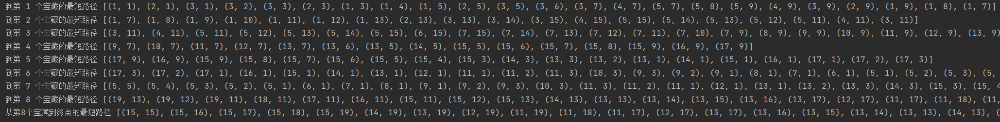 到第 1 个宝藏的最短路径 [(1, 1), (2, 1), (3, 1), (3, 2), (3, 3), (2, 3), (1, 3), (1, 4), (1, 5), (2, 5), (3, 5), (3, 6), (3, 7), (4, 7), (5, 7), (5, 8), (5, 9), (4, 9), (3, 9), (2, 9), (1, 9), (1, 8), (1, 7)]
到第 2 个宝藏的最短路径 [(1, 7), (1, 8), (1, 9), (1, 10), (1, 11), (1, 12), (1, 13), (2, 13), (3, 13), (3, 14), (3, 15), (4, 15), (5, 15), (5, 14), (5, 13), (5, 12), (5, 11), (4, 11), (3, 11)]
到第 3 个宝藏的最短路径 [(3, 11), (4, 11), (5, 11), (5, 12), (5, 13), (5, 14), (5, 15), (6, 15), (7, 15), (7, 14), (7, 13), (7, 12), (7, 11), (7, 10), (7, 9), (8, 9), (9, 9), (10, 9), (11, 9), (12, 9), (13, 9)
到第 4 个宝藏的最短路径 [(9, 7), (10, 7), (11, 7), (12, 7), (13, 7), (13, 6), (13, 5), (14, 5), (15, 5), (15, 6), (15, 7), (15, 8), (15, 9), (16, 9), (17, 9)]
到第 5 个宝藏的最短路径 [(17, 9), (16, 9), (15, 9), (15, 8), (15, 7), (15, 6), (15, 5), (15, 4), (15, 3), (14, 3), (13, 3), (13, 2), (13, 1), (14, 1), (15, 1), (16, 1), (17, 1), (17, 2), (17, 3)]
到第 6 个宝藏的最短路径 [(17, 3), (17, 2), (17, 1), (16, 1), (15, 1), (14, 1), (13, 1), (12, 1), (11, 1), (11, 2), (11, 3), (10, 3), (9, 3), (9, 2), (9, 1), (8, 1), (7, 1), (6, 1), (5, 1), (5, 2), (5, 3), (5,
到第 7 个宝藏的最短路径 [(5, 5), (5, 4), (5, 3), (5, 2), (5, 1), (6, 1), (7, 1), (8, 1), (9, 1), (9, 2), (9, 3), (10, 3), (11, 3), (11, 2), (11, 1), (12, 1), (13, 1), (13, 2), (13, 3), (14, 3), (15, 3), (15, 4
到第 8 个宝藏的最短路径 [(19, 13), (19, 12), (19, 11), (18, 11), (17, 11), (16, 11), (15, 11), (15, 12), (15, 13), (14, 13), (13, 13), (13, 14), (13, 15), (13, 16), (13, 17), (12, 17), (11, 17), (11, 18), (11,
从第8个宝藏到终点的最短路径 [(15, 15), (15, 16), (15, 17), (15, 18), (15, 19), (14, 19), (13, 19), (12, 19), (11, 19), (11, 18), (11, 17), (12, 17), (13, 17), (13, 16), (13, 15), (13, 14), (13, 13), (14, 13), (